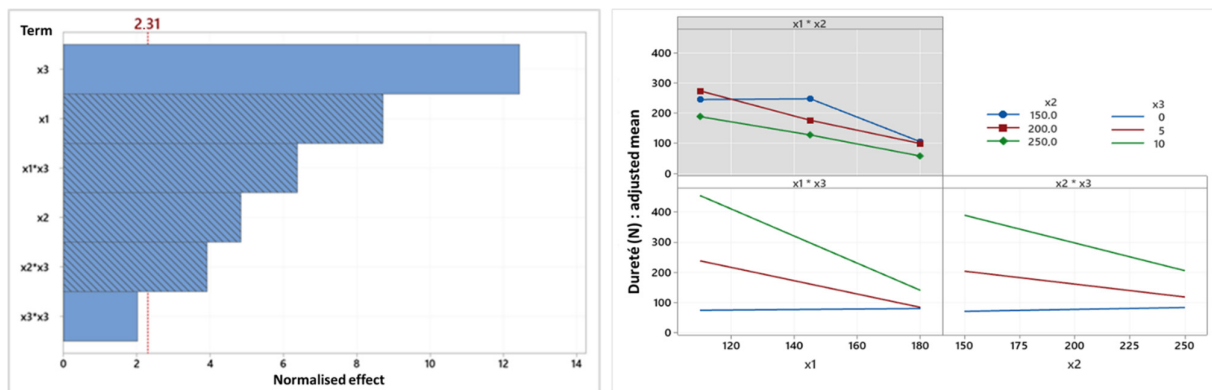 Term
2.31
x3
x1
x1*x3
x2
x2*x3
x3*x3
0 2 4 6 8 10 12 14
Normalised effect
Dureté (N) : adjusted mean
x1 * x2
400
300
200
100
0
x2
150.0
200.0
250,0
x3
0
5
10
x1 * x3
x2 * x3
400
300
200
100
0
120 140 160 180
150 175 200 225 250
x1
x2